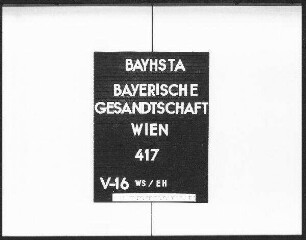 BAYHSTA
BAYERISCHE
GESANDTSCHAFT
WIEN
417
V-16 WS/EH